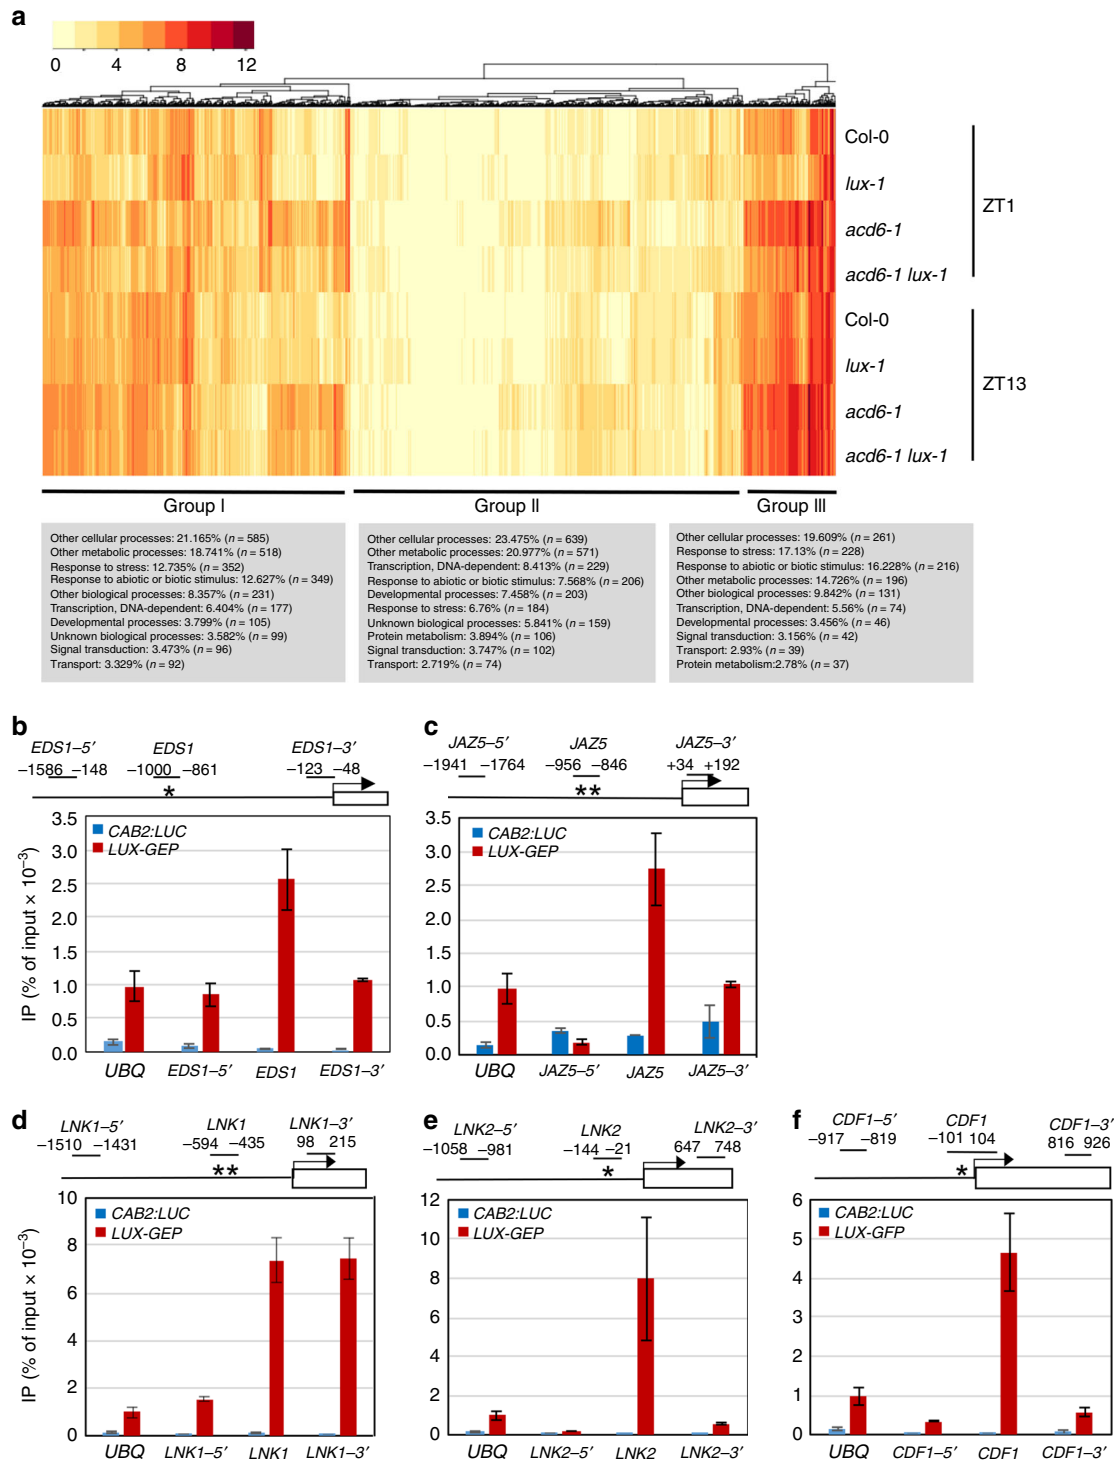 a
0 4 8 12
Col-0
lux-1
acd6-1
acd6-1 lux-1
ZT1
Col-0
lux-1
acd6-1
acd6-1 lux-1
ZT13
Group I
Group II
Group III
Other cellular processes: 21.165% (n = 585)
Other metabolic processes: 18.741% (n = 518)
Response to stress: 12.735% (n = 352)
Response to abiotic or biotic stimulus: 12.627% (n = 349)
Other biological processes: 8.357% (n = 231)
Transcription, DNA-dependent: 6.404% (n = 177)
Developmental processes: 3.799% (n = 105)
Unknown biological processes: 3.582% (n = 99)
Signal transduction: 3.473% (n = 96)
Transport: 3.329% (n = 92)
Other cellular processes: 23.475% (n = 639)
Other metabolic processes: 20.977% (n = 571)
Transcription, DNA-dependent: 8.413% (n = 229)
Response to abiotic or biotic stimulus: 7.568% (n = 206)
Developmental processes: 7.458% (n = 203)
Response to stress: 6.76% (n = 184)
Unknown biological processes: 5.841% (n = 159)
Protein metabolism: 3.894% (n = 106)
Signal transduction: 3.747% (n = 102)
Transport: 2.719% (n = 74)
Other cellular processes: 19.609% (n = 261)
Response to stress: 17.13% (n = 228)
Response to abiotic or biotic stimulus: 16.228% (n = 216)
Other metabolic processes: 14.726% (n = 196)
Other biological processes: 9.842% (n = 131)
Transcription, DNA-dependent: 5.56% (n = 74)
Developmental processes: 3.456% (n = 46)
Signal transduction: 3.156% (n = 42)
Transport: 2.93% (n = 39)
Protein metabolism:2.78% (n = 37)
b
EDS1–5′ EDS1 EDS1–3′
–1586 –148 –1000 –861 –123 –48
*
CAB2:LUC
LUX-GEP
IP (% of input × 10–3)
3.5
3.0
2.5
2.0
1.5
1.0
0.5
0.0
UBQ EDS1–5′ EDS1 EDS1–3′
c
JAZ5–5′ JAZ5 JAZ5–3′
–1941 –1764 –956 –846 +34 +192
**
CAB2:LUC
LUX-GEP
3.5
3.0
2.5
2.0
1.5
1.0
0.5
0.0
UBQ JAZ5–5′ JAZ5 JAZ5–3′
d
LNK1–5′ LNK1 LNK1–3′
–1510 –1431 –594 –435 98 215
**
CAB2:LUC
LUX-GEP
IP (% of input × 10–3)
10
8
6
4
2
0
UBQ LNK1–5′ LNK1 LNK1–3′
e
LNK2–5′ LNK2 LNK2–3′
–1058 –981 –144 –21 647 748
*
CAB2:LUC
LUX-GEP
12
10
8
6
4
2
0
UBQ LNK2–5′ LNK2 LNK2–3′
f
CDF1–5′ CDF1 CDF1–3′
–917 –819 –101 104 816 926
*
CAB2:LUC
LUX-GFP
6
5
4
3
2
1
0
UBQ CDF1–5′ CDF1 CDF1–3′